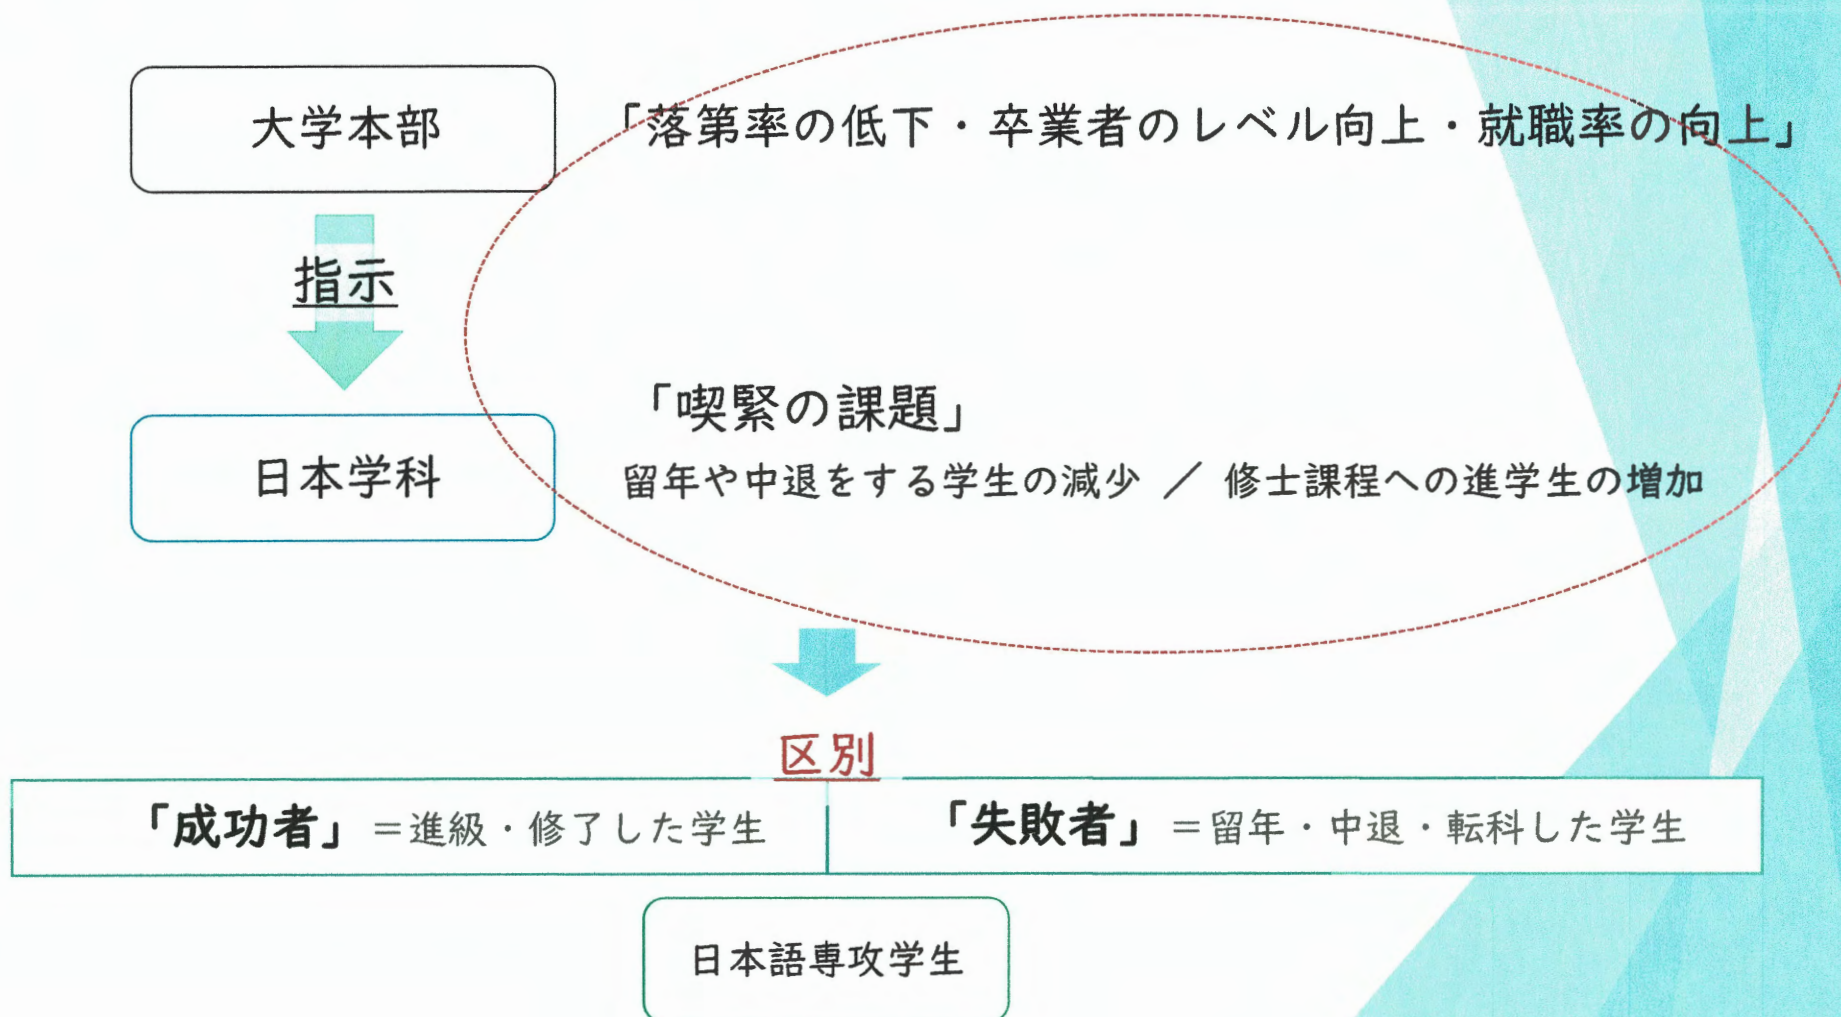 大学本部
「落第率の低下・卒業者のレベル向上・就職率の向上」
指示
「喫緊の課題」
日本学科
留年や中退をする学生の減少 ／ 修士課程への進学生の増加
区別
「成功者」＝進級・修了した学生
「失敗者」＝留年・中退・転科した学生
日本語専攻学生